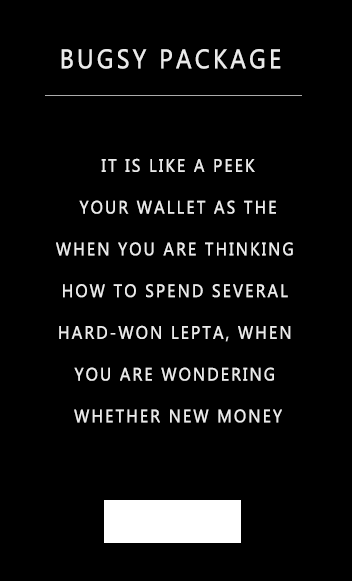 BUGSY PACKAGE
IT IS LIKE A PEEK
YOUR WALLET AS THE
WHEN YOU ARE THINKING
HOW TO SPEND SEVERAL
HARD-WON LEPTA, WHEN
YOU ARE WONDERING
WHETHER NEW MONEY